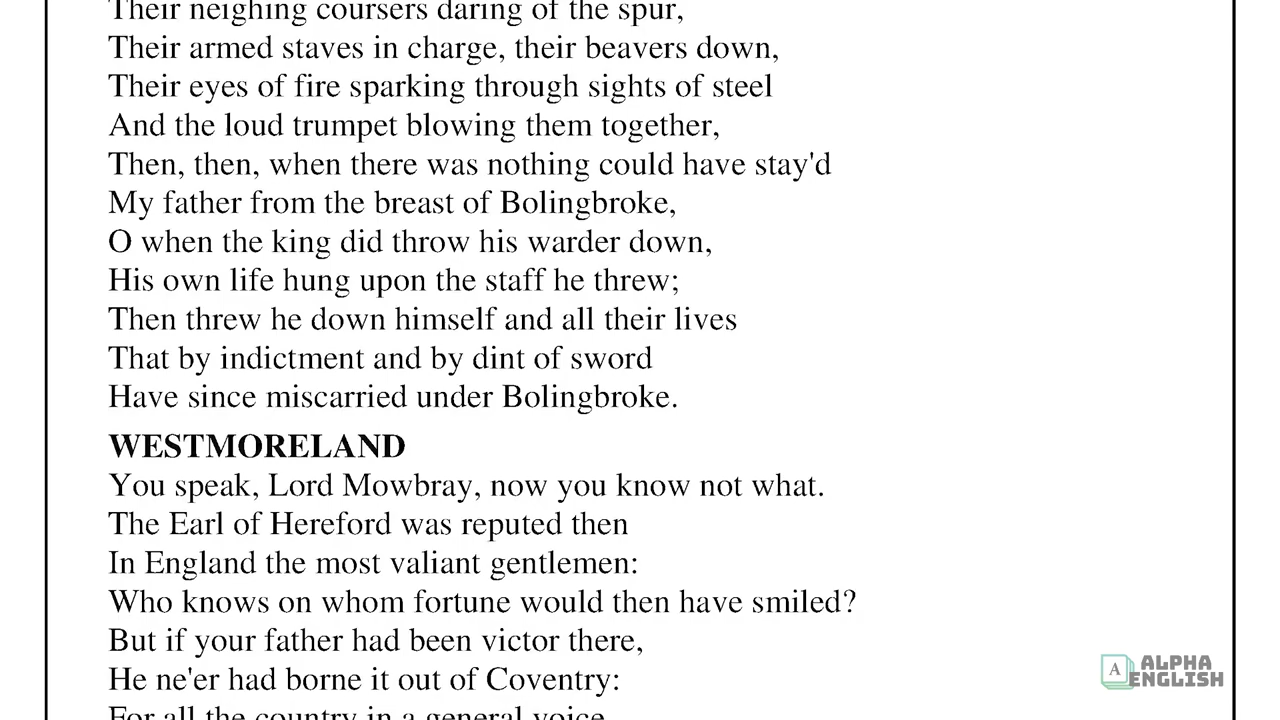 Their neighing coursers daring of the spur,
Their armed staves in charge, their beavers down,
Their eyes of fire sparking through sights of steel
And the loud trumpet blowing them together,
Then, then, when there was nothing could have stay'd
My father from the breast of Bolingbroke,
O when the king did throw his warder down,
His own life hung upon the staff he threw;
Then threw he down himself and all their lives
That by indictment and by dint of sword
Have since miscarried under Bolingbroke.
WESTMORELAND
You speak, Lord Mowbray, now you know not what.
The Earl of Hereford was reputed then
In England the most valiant gentlemen:
Who knows on whom fortune would then have smiled?
But if your father had been victor there,
He ne'er had borne it out of Coventry:
For all the country in a general voice
A
ALPHA
ENGLISH